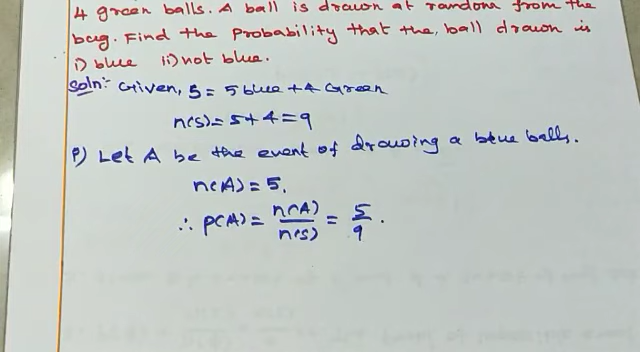 4 green balls. A ball is drawn at random from the
bag. Find the probability that the, ball drawn is
i) blue ii) not blue.
Soln:- Given, S = 5 blue + 4 Green
n(S) = 5+4 = 9
i) Let A be the event of drawing a blue balls.
n(A) = 5.
∴ P(A) = n(A)/n(S) = 5/9.